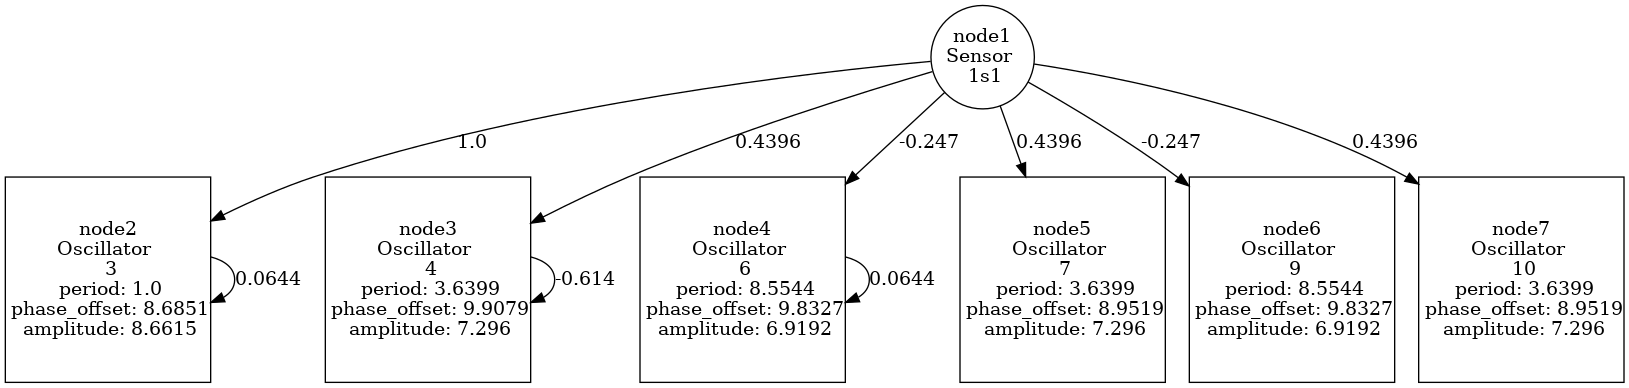 node1
Sensor
1s1
1.0
0.4396
-0.247
0.4396
-0.247
0.4396
node2
Oscillator
3
period: 1.0
phase_offset: 8.6851
amplitude: 8.6615
0.0644
node3
Oscillator
4
period: 3.6399
phase_offset: 9.9079
amplitude: 7.296
-0.614
node4
Oscillator
6
period: 8.5544
phase_offset: 9.8327
amplitude: 6.9192
0.0644
node5
Oscillator
7
period: 3.6399
phase_offset: 8.9519
amplitude: 7.296
node6
Oscillator
9
period: 8.5544
phase_offset: 9.8327
amplitude: 6.9192
node7
Oscillator
10
period: 3.6399
phase_offset: 8.9519
amplitude: 7.296